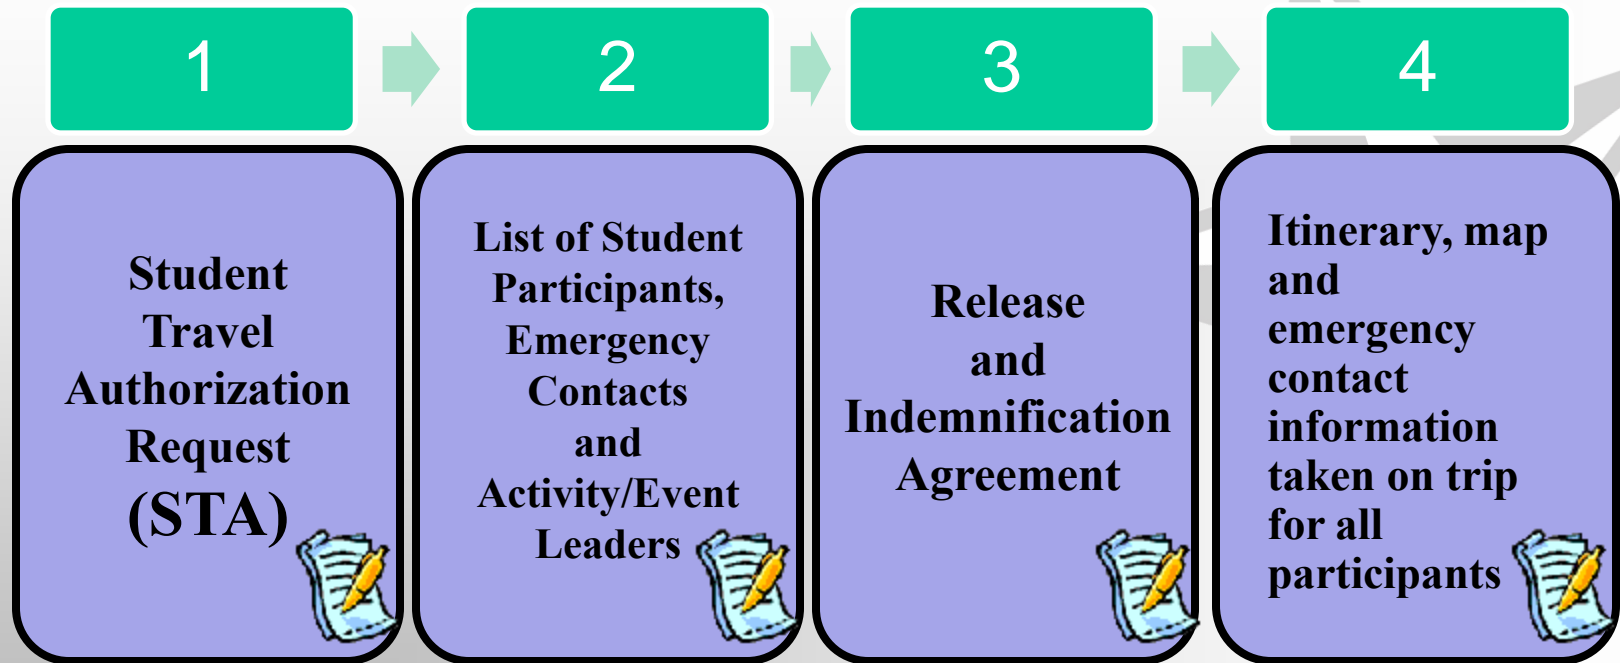 1
2
3
4
Student
Travel
Authorization
Request
(STA)
List of Student
Participants,
Emergency
Contacts
and
Activity/Event
Leaders
Release
and
Indemnification
Agreement
Itinerary, map
and
emergency
contact
information
taken on trip
for all
participants